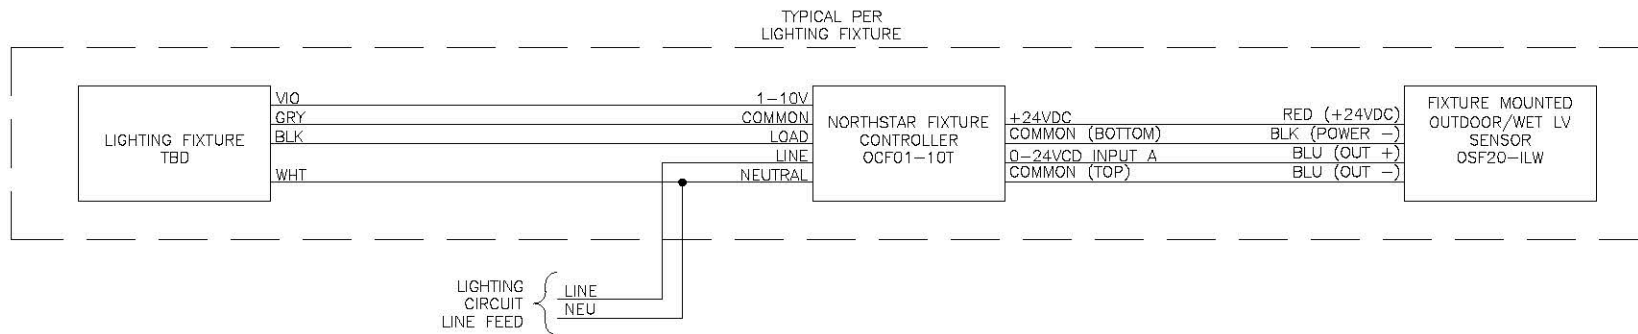 TYPICAL PER
LIGHTING FIXTURE
LIGHTING FIXTURE
TBD
VIO
GRY
BLK
WHT
1-10V
COMMON
LOAD
LINE
NEUTRAL
NORTHSTAR FIXTURE
CONTROLLER
OCF01-10T
+24VDC
COMMON (BOTTOM)
0-24VCD INPUT A
COMMON (TOP)
RED (+24VDC)
BLK (POWER -)
BLU (OUT +)
BLU (OUT -)
FIXTURE MOUNTED
OUTDOOR/WET LV
SENSOR
OSF20-ILW
LIGHTING
CIRCUIT
LINE FEED
LINE
NEU